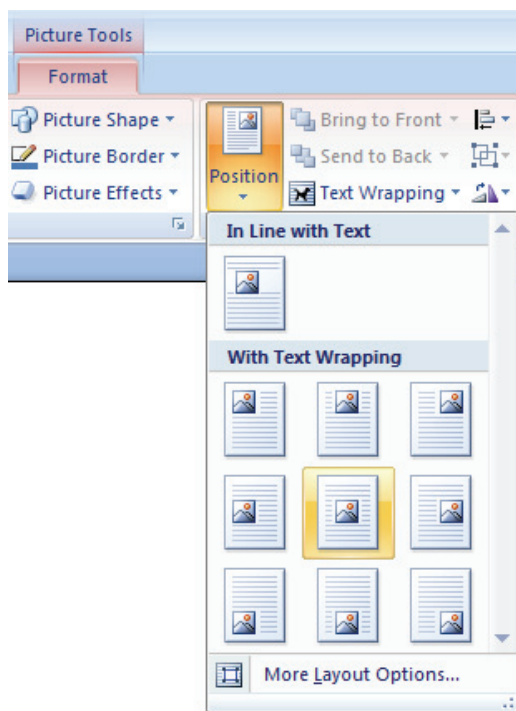 Picture Tools
Format
Picture Shape
Picture Border
Picture Effects
Position
Bring to Front
Send to Back
Text Wrapping
In Line with Text
With Text Wrapping
More Layout Options...